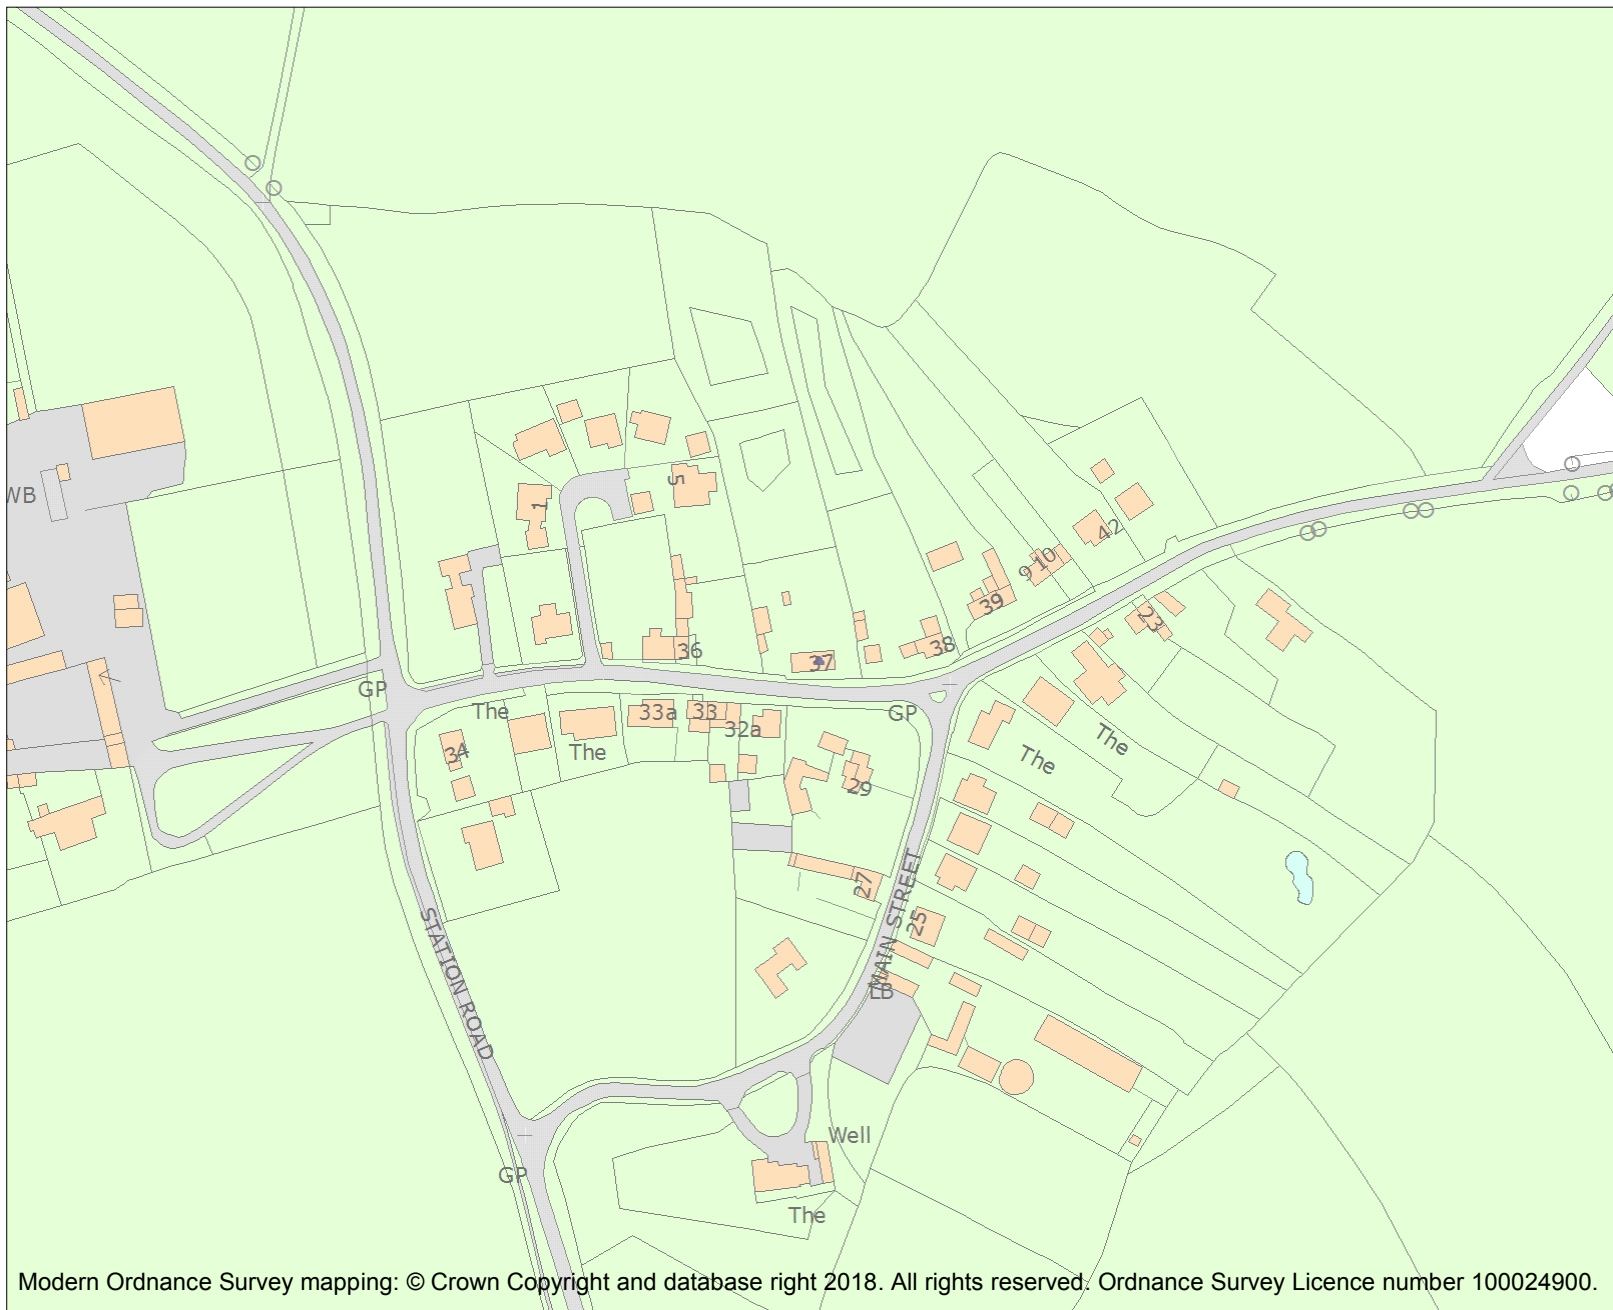 WB
5
1
42
9
10
39
23
36
38
37
GP
The
33a
33
GP
32a
The
The
34
The
29
27
MAIN STREET
25
STATION ROAD
LB
Well
GP
The
Modern Ordnance Survey mapping: © Crown Copyright and database right 2018. All rights reserved. Ordnance Survey Licence number 100024900.